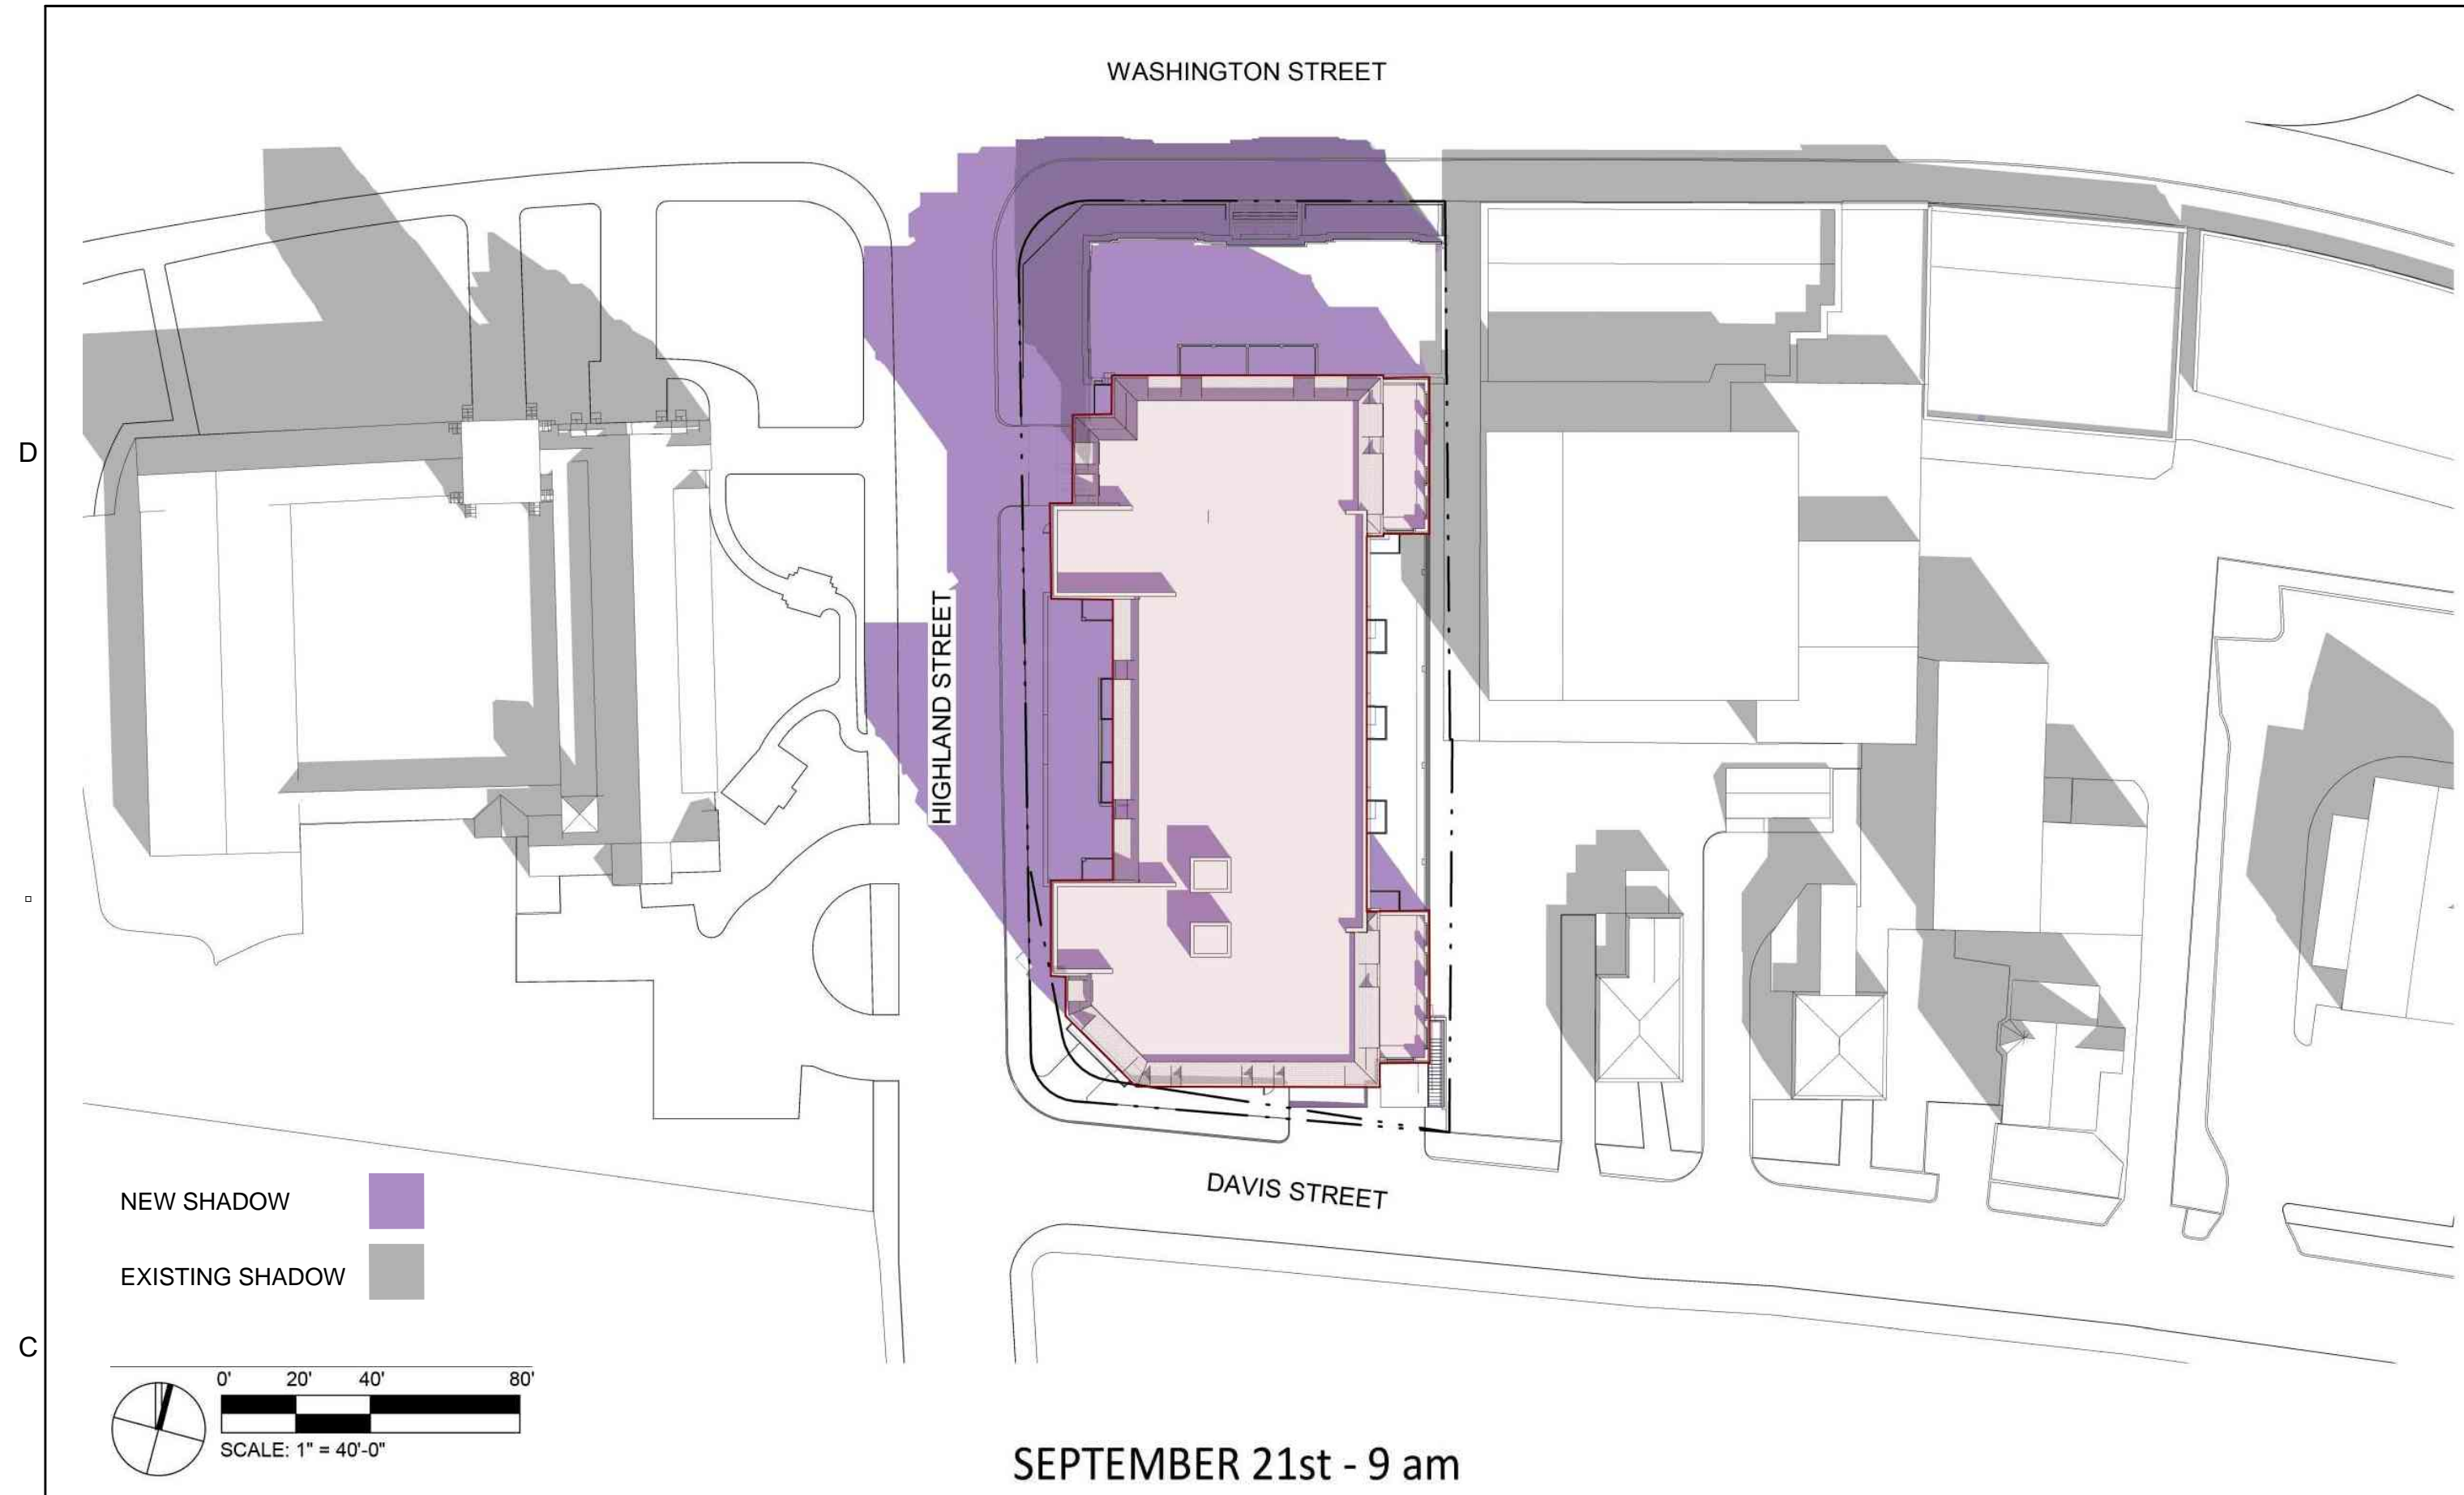 WASHINGTON STREET
D
HIGHLAND STREET
DAVIS STREET
NEW SHADOW
EXISTING SHADOW
C
0' 20' 40' 80'
SCALE: 1" = 40'-0"
SEPTEMBER 21st - 9 am